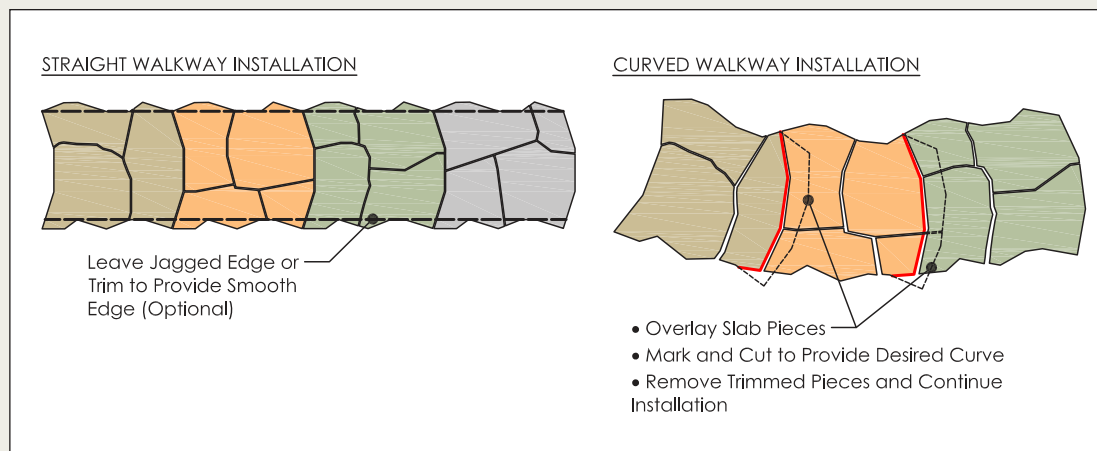 STRAIGHT WALKWAY INSTALLATION
Leave Jagged Edge or
Trim to Provide Smooth
Edge (Optional)
CURVED WALKWAY INSTALLATION
• Overlay Slab Pieces
• Mark and Cut to Provide Desired Curve
• Remove Trimmed Pieces and Continue
Installation